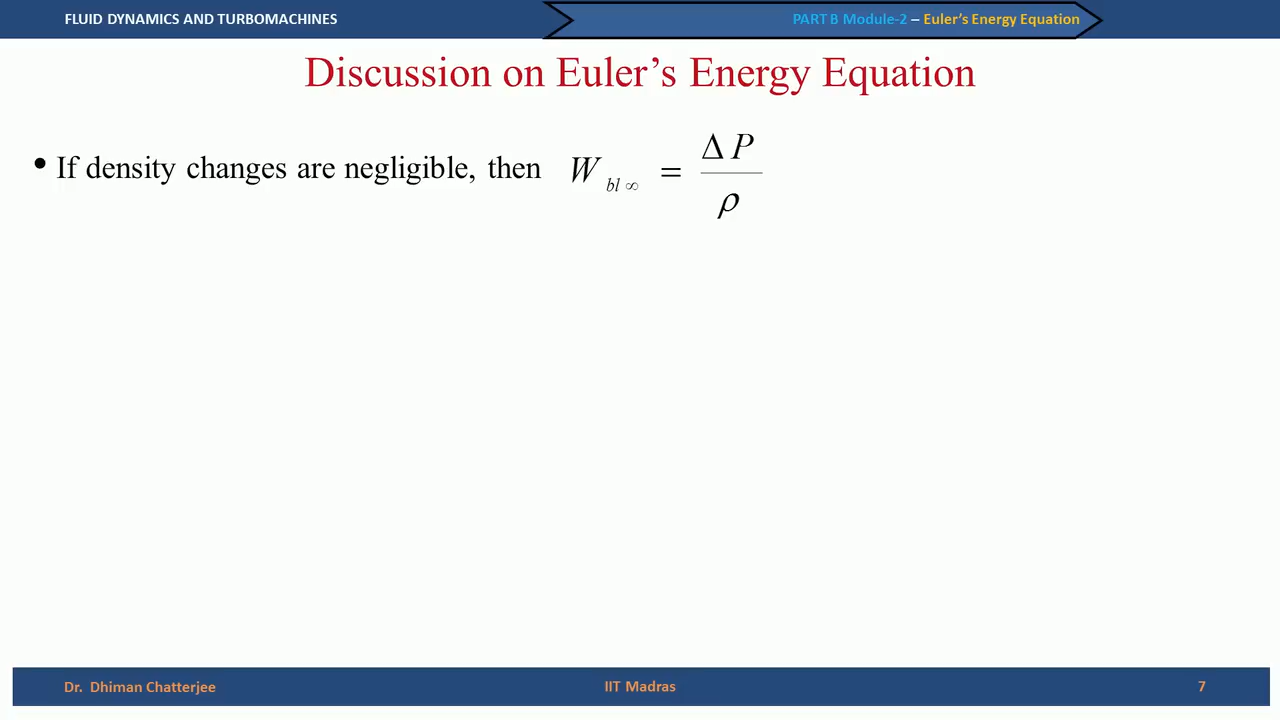 FLUID DYNAMICS AND TURBOMACHINES
PART B Module-2 – Euler’s Energy Equation
Discussion on Euler’s Energy Equation
• If density changes are negligible, then W bl ∞ = Δ P / ρ
Dr. Dhiman Chatterjee
IIT Madras
7